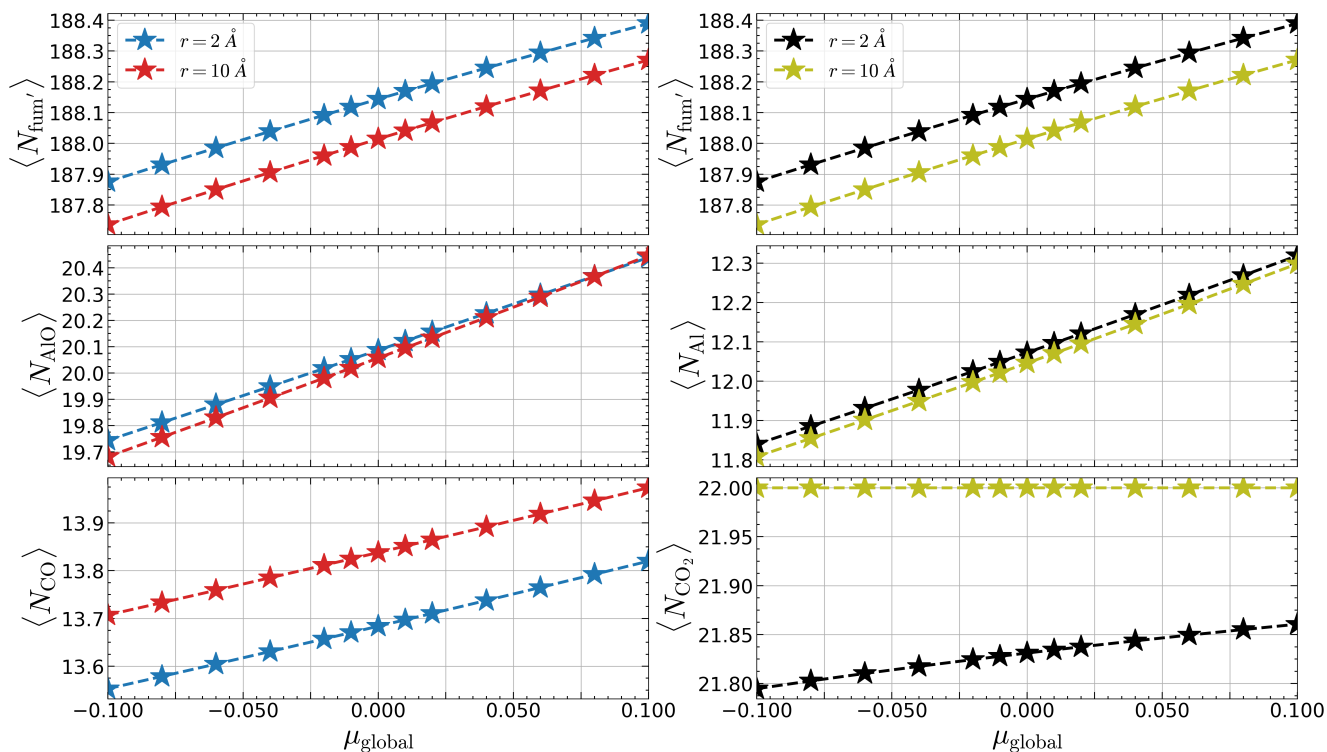 188.4
188.3
188.2
188.1
188.0
187.9
187.8
⟨N_fum′⟩
r = 2 Å
r = 10 Å
188.4
188.3
188.2
188.1
188.0
187.9
187.8
⟨N_fum′⟩
r = 2 Å
r = 10 Å
20.4
20.3
20.2
20.1
20.0
19.9
19.8
19.7
⟨N_AlO⟩
12.3
12.2
12.1
12.0
11.9
11.8
⟨N_Al⟩
13.9
13.8
13.7
13.6
⟨N_CO⟩
−0.100 −0.050 0.000 0.050 0.100
μ_global
22.00
21.95
21.90
21.85
21.80
⟨N_CO₂⟩
−0.100 −0.050 0.000 0.050 0.100
μ_global